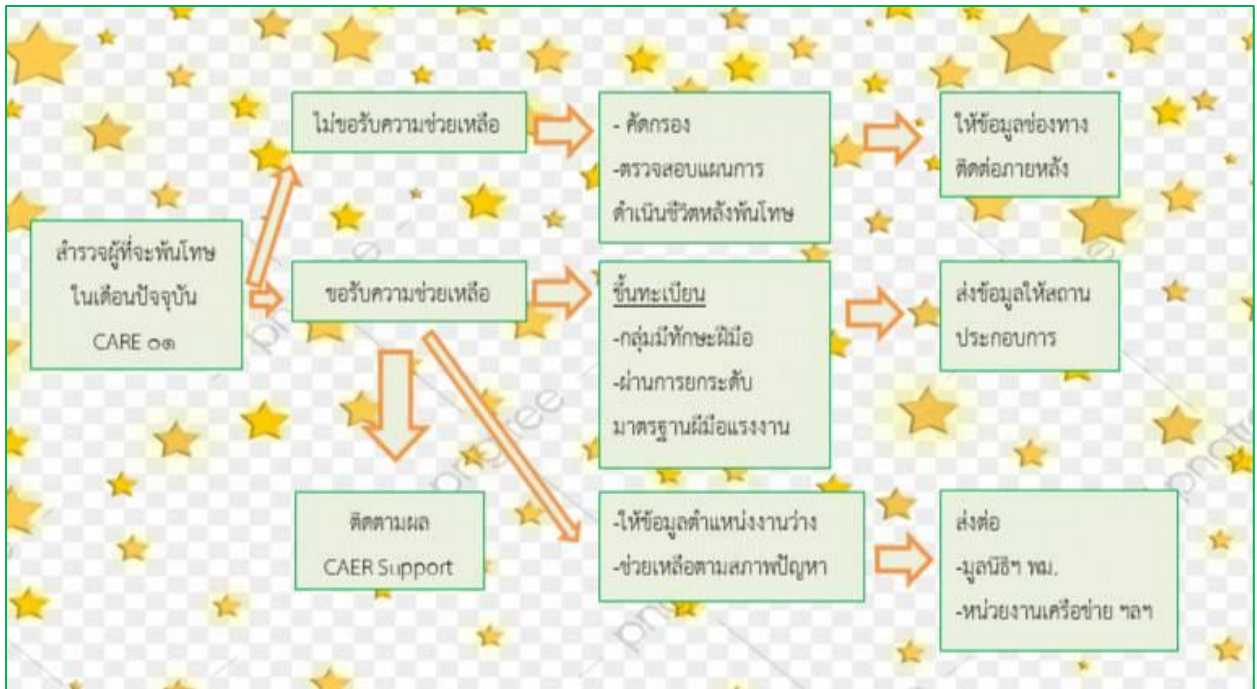 ไม่ขอรับความช่วยเหลือ
- คัดกรอง
-ตรวจสอบแผนการ
ดำเนินชีวิตหลังพ้นโทษ
ให้ข้อมูลช่องทาง
ติดต่อภายหลัง
สำรวจผู้ที่จะพ้นโทษ
ในเดือนปัจจุบัน
CARE ๐๑
ขอรับความช่วยเหลือ
ขึ้นทะเบียน
-กลุ่มมีทักษะฝีมือ
-ผ่านการยกระดับ
มาตรฐานฝีมือแรงงาน
ส่งข้อมูลให้สถาน
ประกอบการ
ติดตามผล
CAER Support
-ให้ข้อมูลตำแหน่งงานว่าง
-ช่วยเหลือตามสภาพปัญหา
ส่งต่อ
-มูลนิธิฯ พม.
-หน่วยงานเครือข่าย ฯลฯ
pngtree
pngtree